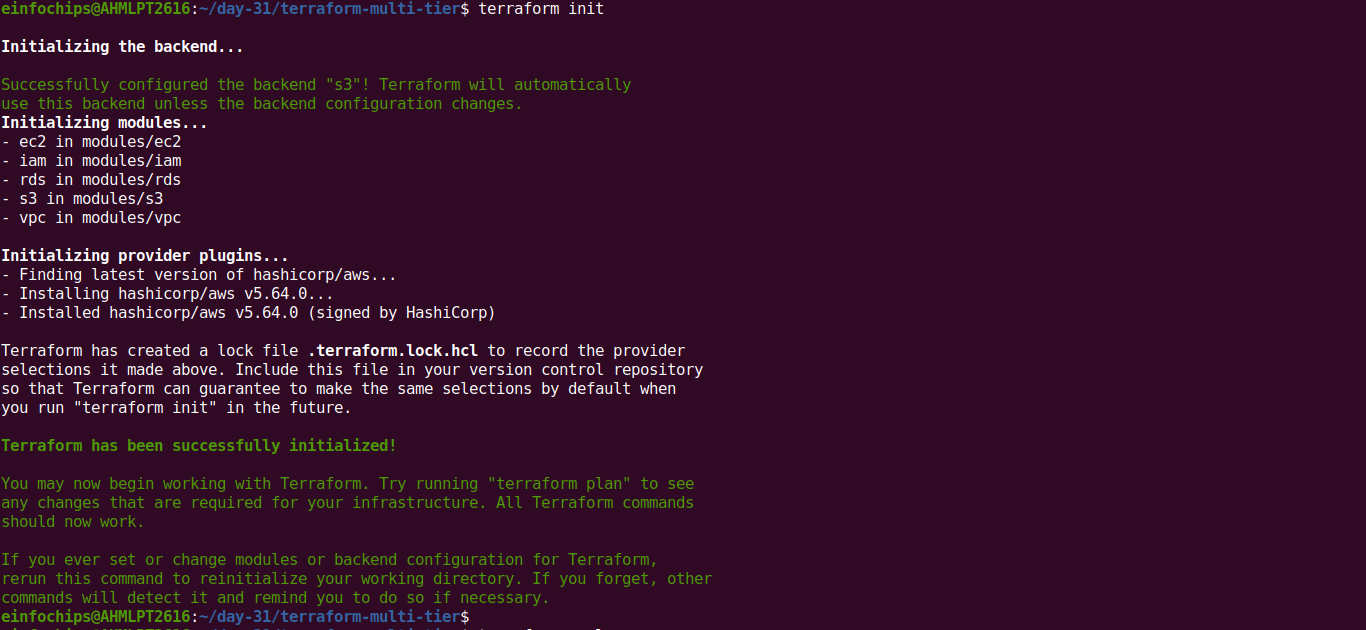 einfochips@AHMLPT2616:~/day-31/terraform-multi-tier$ terraform init
Initializing the backend...
Successfully configured the backend "s3"! Terraform will automatically
use this backend unless the backend configuration changes.
Initializing modules...
- ec2 in modules/ec2
- iam in modules/iam
- rds in modules/rds
- s3 in modules/s3
- vpc in modules/vpc
Initializing provider plugins...
- Finding latest version of hashicorp/aws...
- Installing hashicorp/aws v5.64.0...
- Installed hashicorp/aws v5.64.0 (signed by HashiCorp)
Terraform has created a lock file .terraform.lock.hcl to record the provider
selections it made above. Include this file in your version control repository
so that Terraform can guarantee to make the same selections by default when
you run "terraform init" in the future.
Terraform has been successfully initialized!
You may now begin working with Terraform. Try running "terraform plan" to see
any changes that are required for your infrastructure. All Terraform commands
should now work.
If you ever set or change modules or backend configuration for Terraform,
rerun this command to reinitialize your working directory. If you forget, other
commands will detect it and remind you to do so if necessary.
einfochips@AHMLPT2616:~/day-31/terraform-multi-tier$